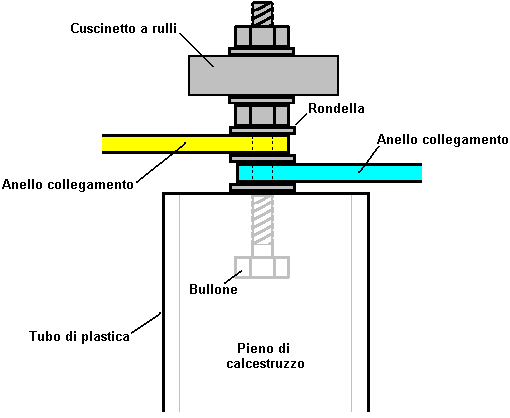 Cuscinetto a rulli
Rondella
Anello collegamento
Anello collegamento
Bullone
Tubo di plastica
Pieno di
calcestruzzo